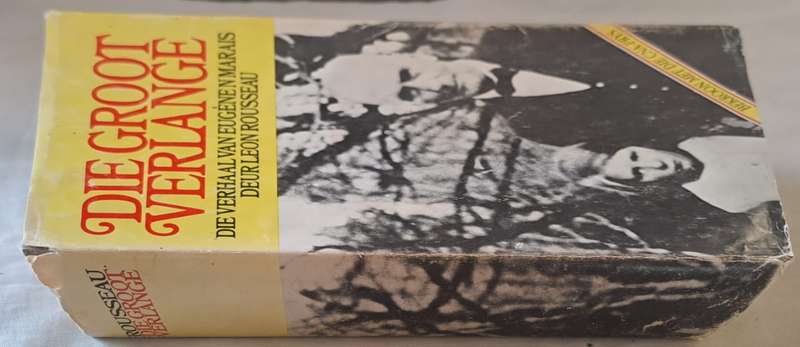 DIE GROOT
VERLANGE
DIE VERHAAL VAN EUGÈNE N MARAIS
DEUR LEON ROUSSEAU
BEKROON MET DIE CNA-PRYS
ROUSSEAU
DIE GROOT
VERLANGE